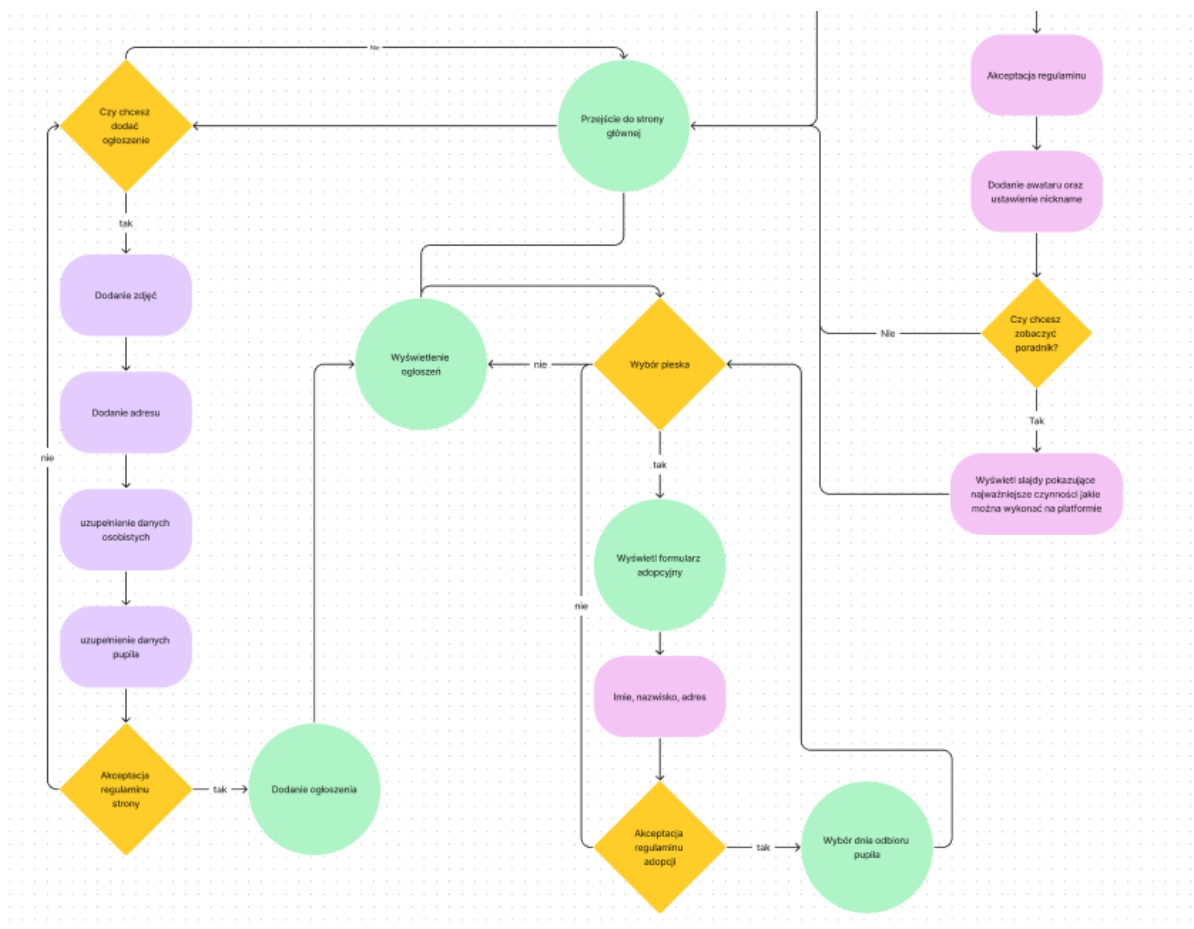 Nie
Akceptacja regulaminu
Czy chcesz
dodać
ogłoszenie
Przejście do strony
głównej
Dodanie awataru oraz
ustawienie nickname
tak
Dodanie zdjęć
Czy chcesz
zobaczyć
poradnik?
Nie
Wyświetlenie
ogłoszeń
nie
Wybór pieska
Dodanie adresu
Tak
nie
tak
Wyświetl slajdy pokazujące
najważniejsze czynności jakie
można wykonać na platformie
uzupełnienie danych
osobistych
Wyświetl formularz
adopcyjny
nie
uzupełnienie danych
pupila
Imie, nazwisko, adres
Akceptacja
regulaminu
strony
tak
Dodanie ogłoszenia
Akceptacja
regulaminu
adopcji
tak
Wybór dnia odbioru
pupila